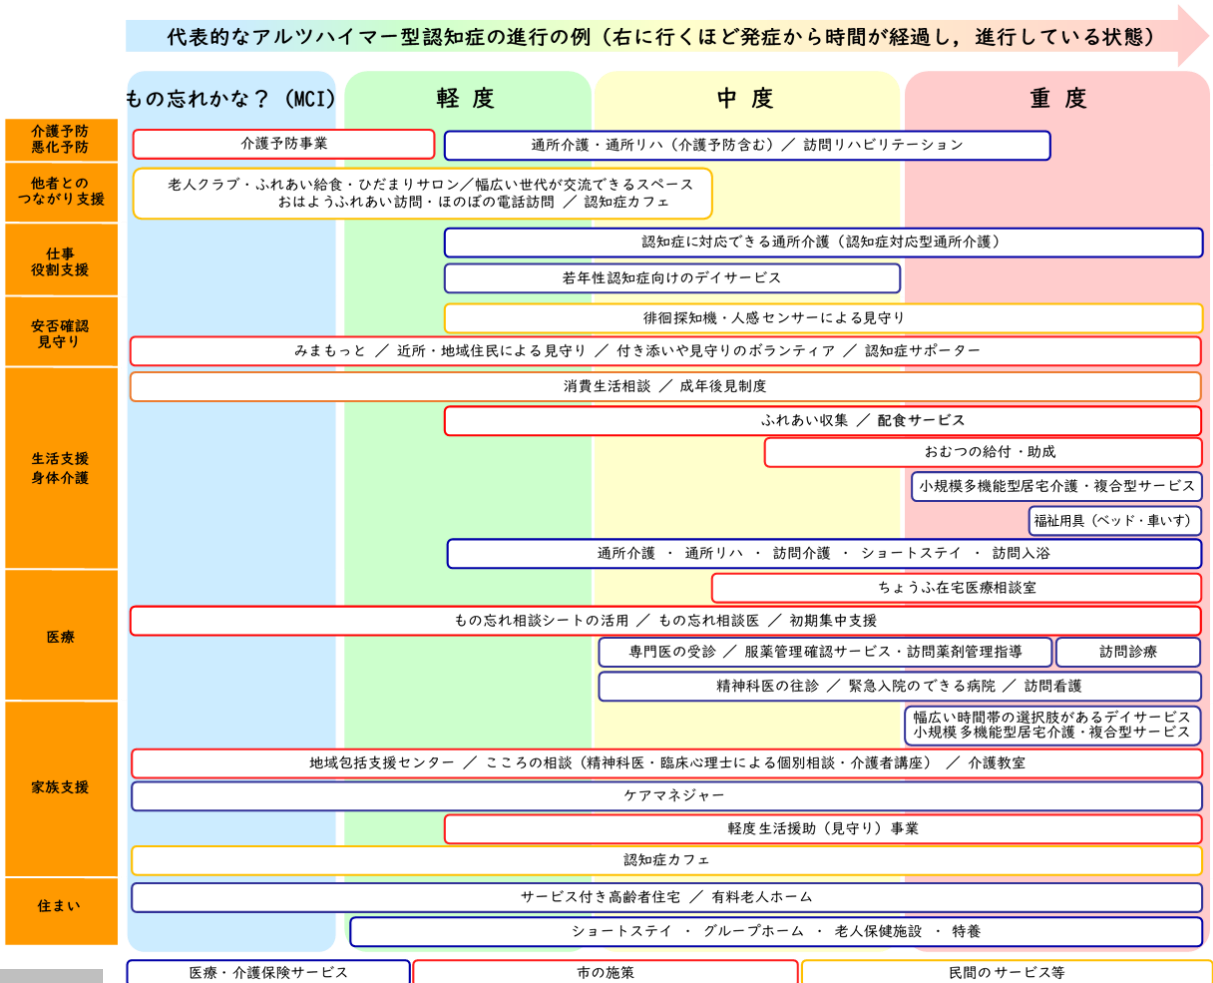 代表的なアルツハイマー型認知症の進行の例（右に行くほど発症から時間が経過し，進行している状態）
もの忘れかな？（MCI）
軽 度
中 度
重 度
介護予防
悪化予防
介護予防事業
通所介護・通所リハ（介護予防含む）／ 訪問リハビリテーション
他者との
つながり支援
老人クラブ・ふれあい給食・ひだまりサロン／幅広い世代が交流できるスペース
おはようふれあい訪問・ほのぼの電話訪問 ／ 認知症カフェ
仕事
役割支援
認知症に対応できる通所介護（認知症対応型通所介護）
若年性認知症向けのデイサービス
安否確認
見守り
徘徊探知機・人感センサーによる見守り
みまもっと ／ 近所・地域住民による見守り ／ 付き添いや見守りのボランティア ／ 認知症サポーター
生活支援
身体介護
消費生活相談 ／ 成年後見制度
ふれあい収集 ／ 配食サービス
おむつの給付・助成
小規模多機能型居宅介護・複合型サービス
福祉用具（ベッド・車いす）
通所介護 ・ 通所リハ ・ 訪問介護 ・ ショートステイ ・ 訪問入浴
医療
ちょうふ在宅医療相談室
もの忘れ相談シートの活用 ／ もの忘れ相談医 ／ 初期集中支援
専門医の受診 ／ 服薬管理確認サービス・訪問薬剤管理指導
訪問診療
精神科医の往診 ／ 緊急入院のできる病院 ／ 訪問看護
家族支援
幅広い時間帯の選択肢があるデイサービス
小規模多機能型居宅介護・複合型サービス
地域包括支援センター ／ こころの相談（精神科医・臨床心理士による個別相談・介護者講座） ／ 介護教室
ケアマネジャー
軽度生活援助（見守り）事業
認知症カフェ
住まい
サービス付き高齢者住宅 ／ 有料老人ホーム
ショートステイ ・ グループホーム ・ 老人保健施設 ・ 特養
医療・介護保険サービス
市の施策
民間のサービス等